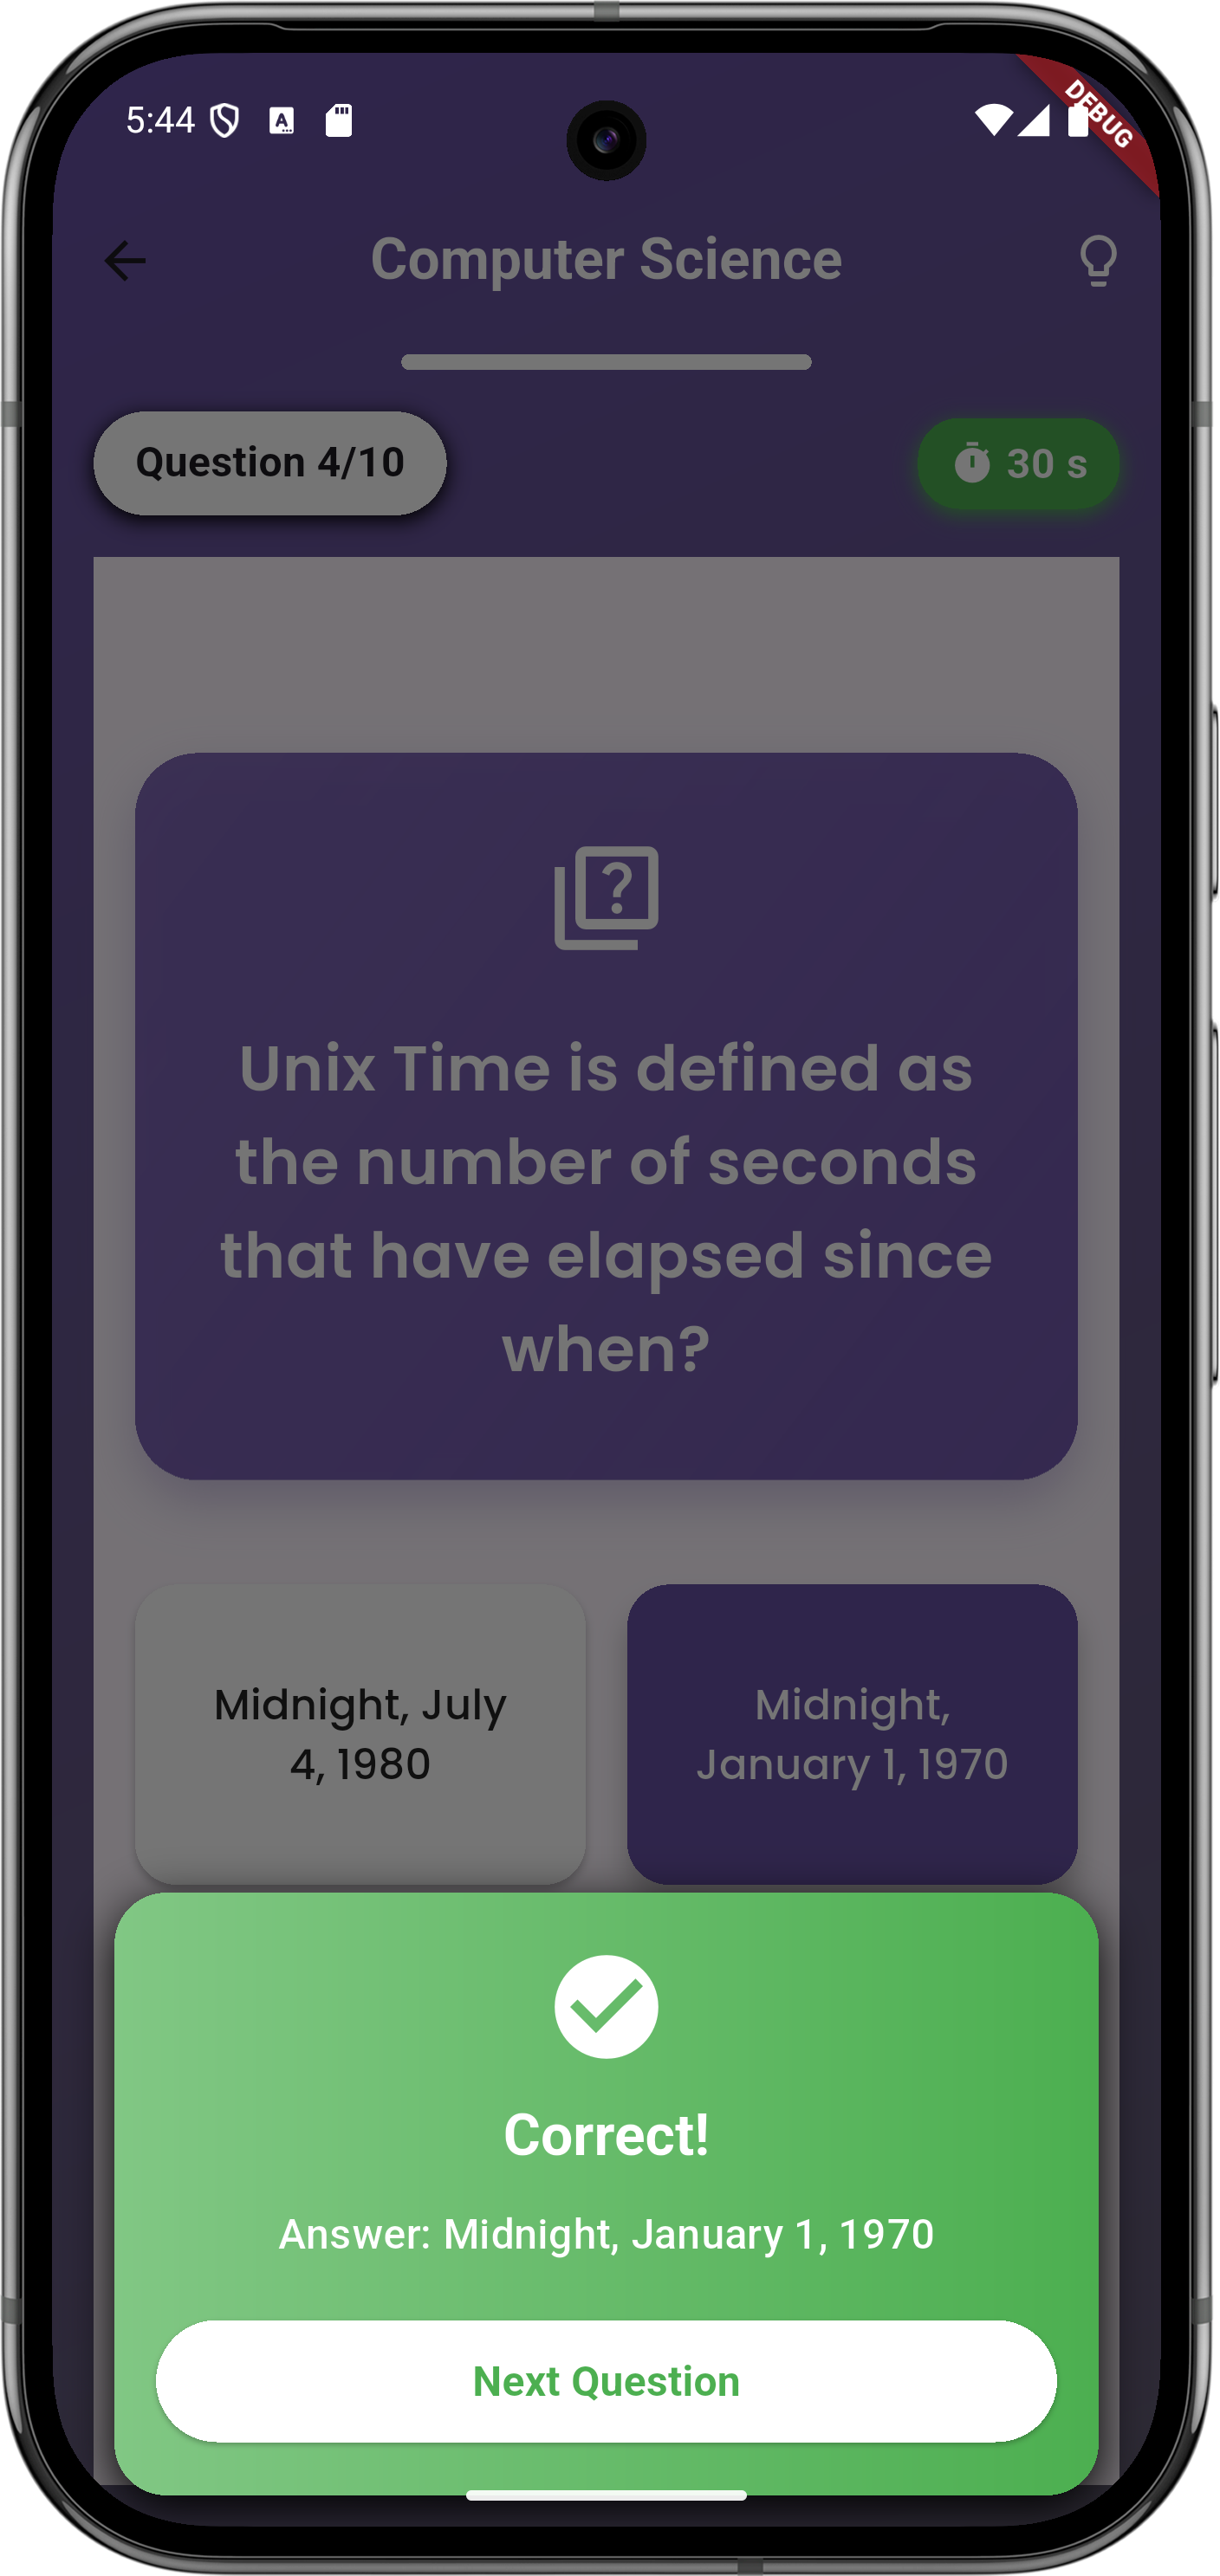 5:44
DEBUG
Computer Science
Question 4/10
30 s
Unix Time is defined as
the number of seconds
that have elapsed since
when?
Midnight, July
4, 1980
Midnight,
January 1, 1970
Correct!
Answer: Midnight, January 1, 1970
Next Question